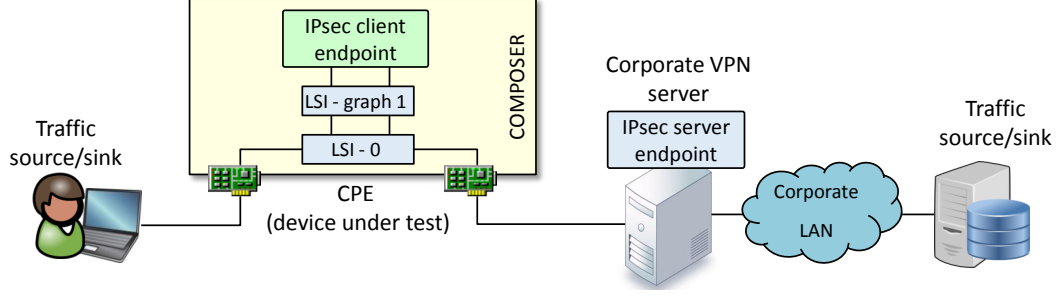 IPsec client
endpoint
COMPOSER
LSI - graph 1
LSI - 0
Traffic
source/sink
CPE
(device under test)
Corporate VPN
server
IPsec server
endpoint
Corporate
LAN
Traffic
source/sink